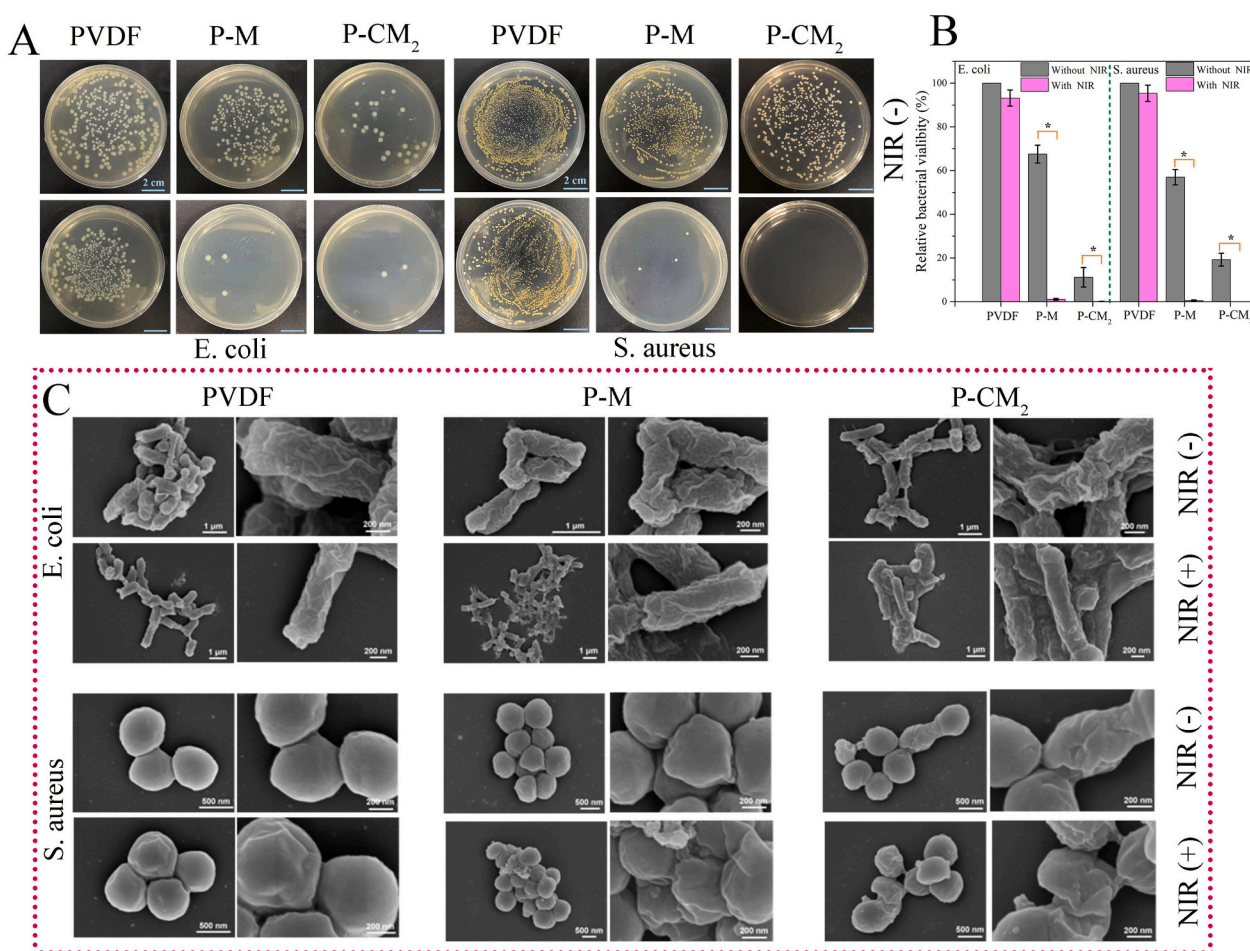 A
PVDF
P-M
P-CM2
PVDF
P-M
P-CM2
2 cm
2 cm
E. coli
S. aureus
NIR (-)
B
E. coli
Without NIR
With NIR
S. aureus
Without NIR
With NIR
Relative bacterial vialibity (%)
100
80
60
40
20
0
*
*
*
*
PVDF
P-M
P-CM2
PVDF
P-M
P-CM2
C
PVDF
P-M
P-CM2
E. coli
1 μm
200 nm
1 μm
200 nm
1 μm
200 nm
NIR (-)
1 μm
200 nm
1 μm
200 nm
1 μm
200 nm
NIR (+)
S. aureus
500 nm
200 nm
500 nm
200 nm
500 nm
200 nm
NIR (-)
500 nm
200 nm
500 nm
200 nm
500 nm
200 nm
NIR (+)